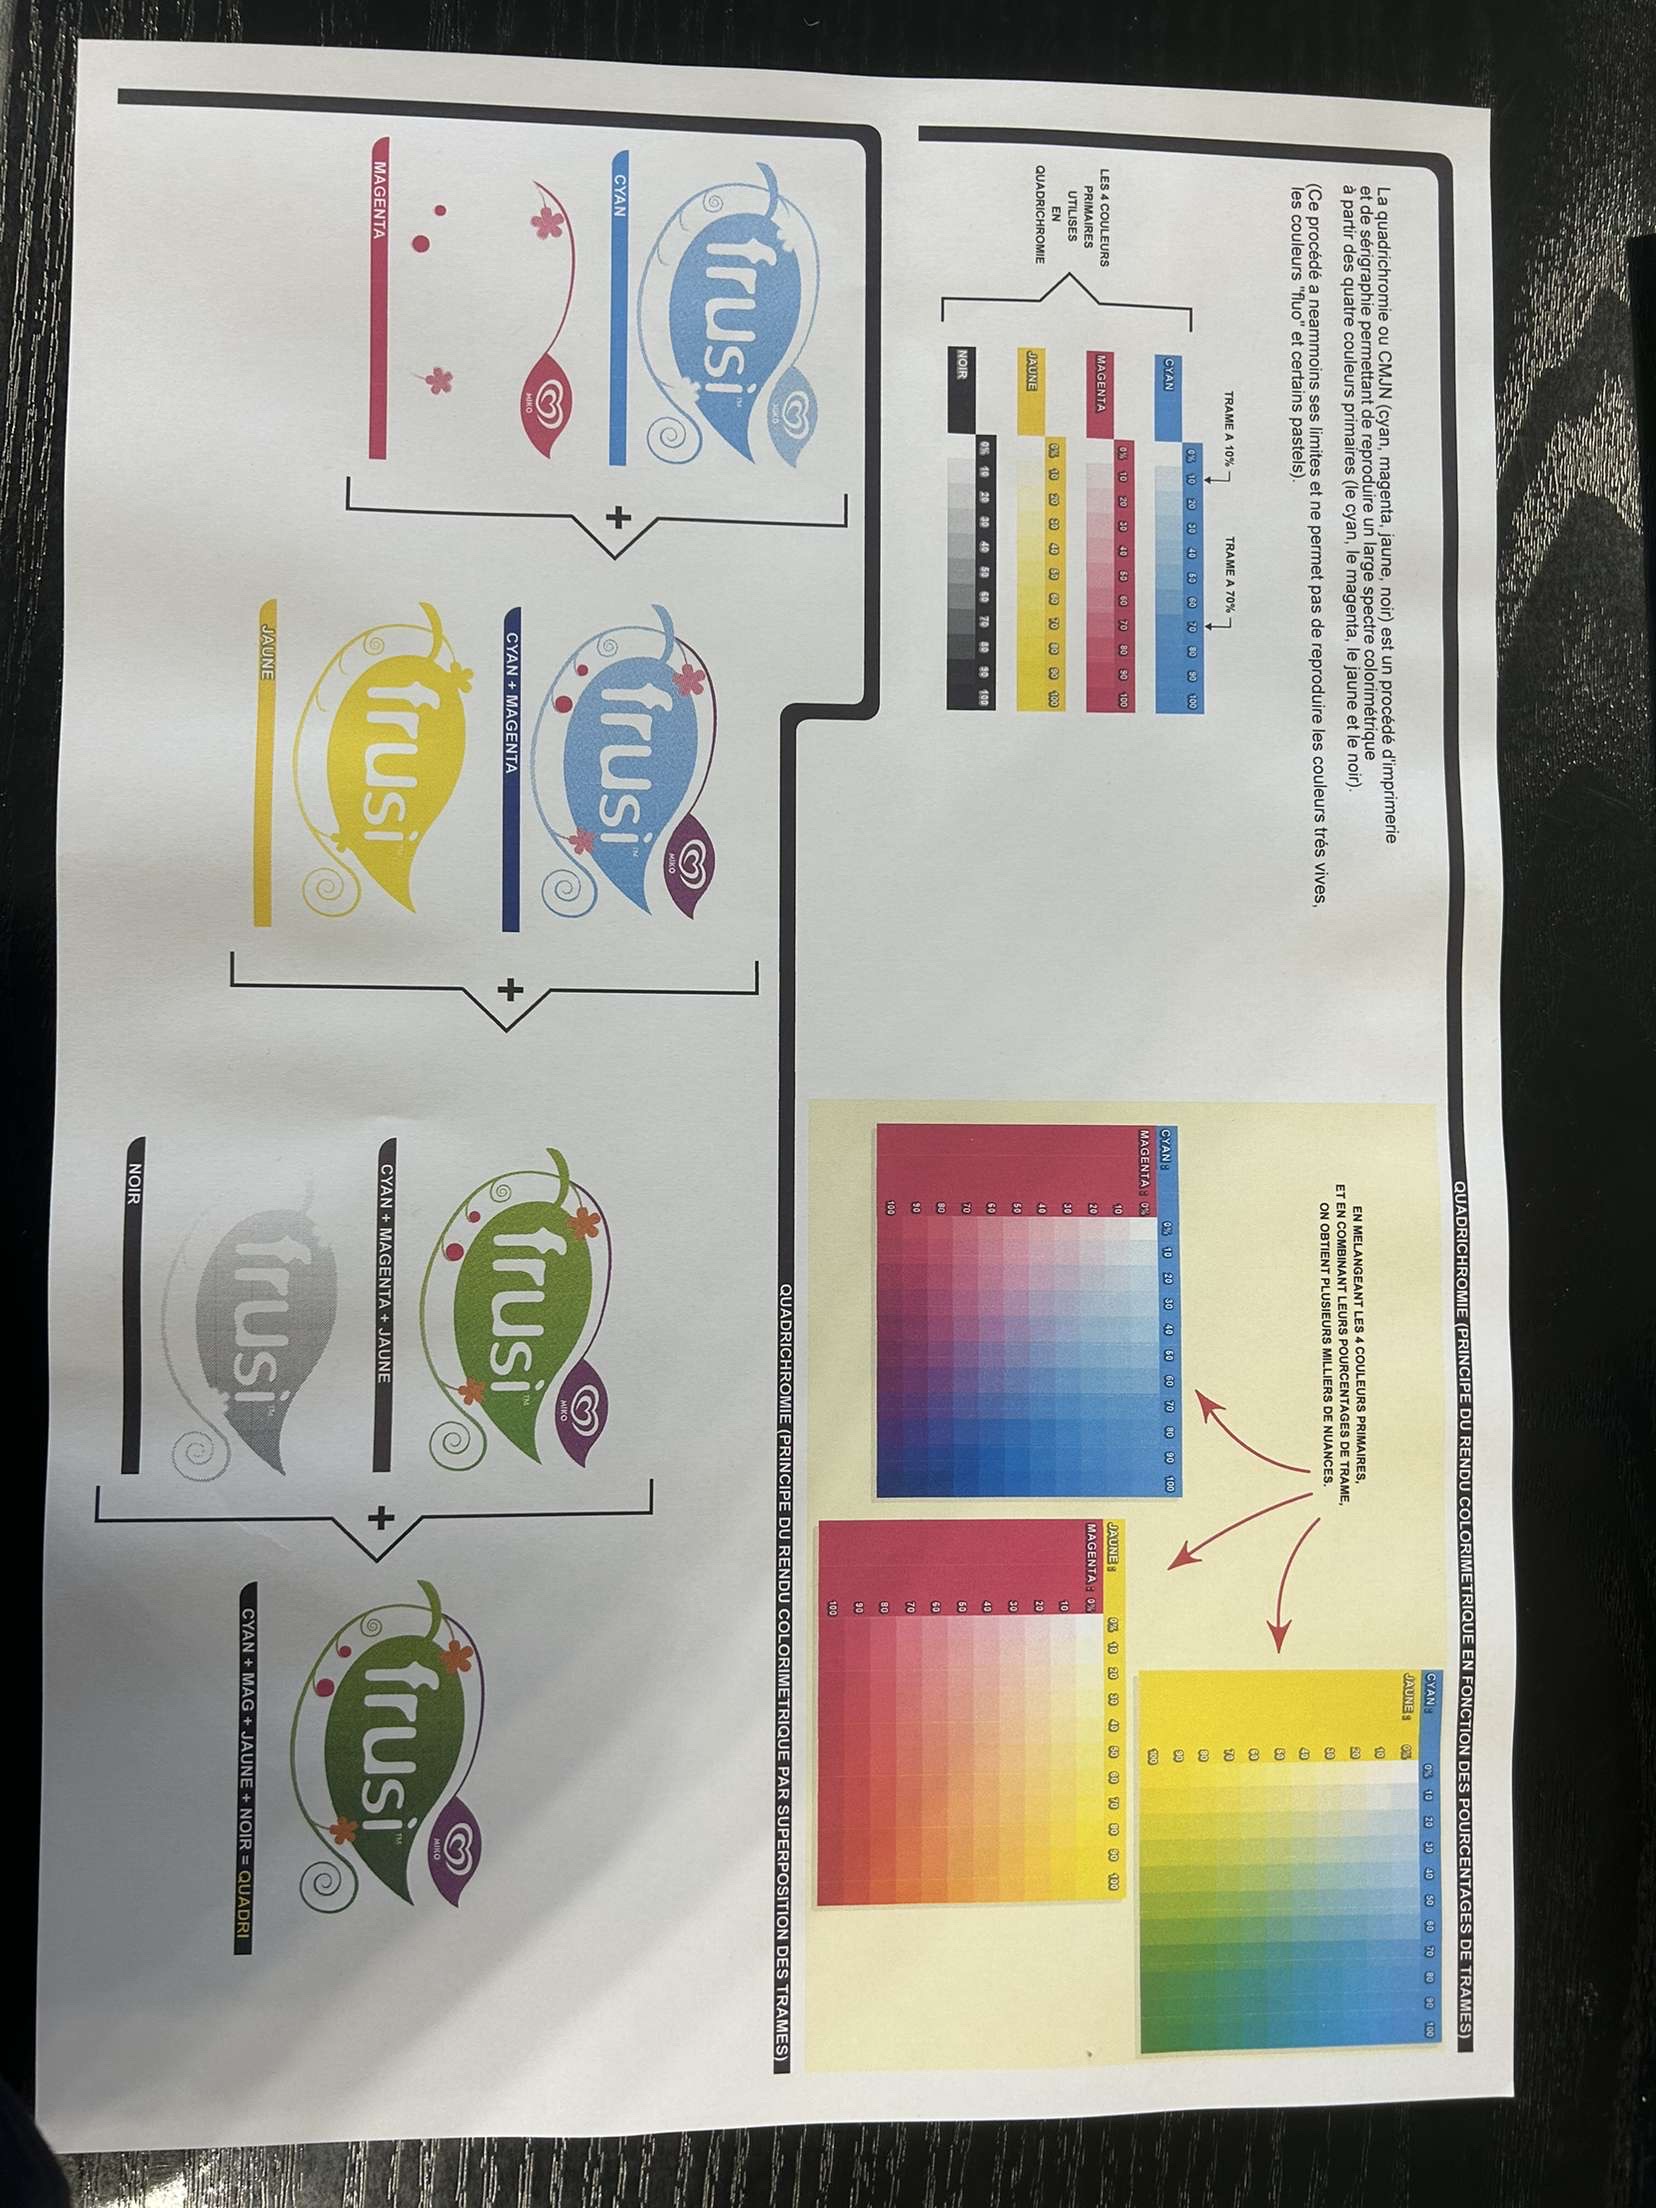 QUADRICHROMIE (PRINCIPE DU RENDU COLORIMETRIQUE EN FONCTION DES POURCENTAGES DE TRAMES)
La quadrichromie ou CMJN (cyan, magenta, jaune, noir) est un procédé d'imprimerie
et de sérigraphie permettant de reproduire un large spectre colorimétrique
à partir des quatre couleurs primaires (le cyan, le magenta, le jaune et le noir).
(Ce procédé a neammoins ses limites et ne permet pas de reproduire les couleurs trés vives,
les couleurs "fluo" et certains pastels).
TRAME A 10%
TRAME A 70%
LES 4 COULEURS
PRIMAIRES
UTILISES
EN
QUADRICHROMIE
CYAN
0% 10 20 30 40 50 60 70 80 90 100
MAGENTA
0% 10 20 30 40 50 60 70 80 90 100
JAUNE
0% 10 20 30 40 50 60 70 80 90 100
NOIR
0% 10 20 30 40 50 60 70 80 90 100
EN MELANGEANT LES 4 COULEURS PRIMAIRES,
ET EN COMBINANT LEURS POURCENTAGES DE TRAME,
ON OBTIENT PLUSIEURS MILLIERS DE NUANCES.
CYAN : 0% 10 20 30 40 50 60 70 80 90 100
JAUNE : 0%
10
20
30
40
50
60
70
80
90
100
CYAN : 0% 10 20 30 40 50 60 70 80 90 100
MAGENTA : 0%
10
20
30
40
50
60
70
80
90
100
JAUNE : 0% 10 20 30 40 50 60 70 80 90 100
MAGENTA : 0%
10
20
30
40
50
60
70
80
90
100
QUADRICHROMIE (PRINCIPE DU RENDU COLORIMETRIQUE PAR SUPERPOSITION DES TRAMES)
MIKO
frusi™
CYAN
MIKO
MAGENTA
+
MIKO
frusi™
CYAN + MAGENTA
frusi™
JAUNE
+
MIKO
frusi™
CYAN + MAGENTA + JAUNE
frusi™
NOIR
+
MIKO
frusi™
CYAN + MAG + JAUNE + NOIR = QUADRI